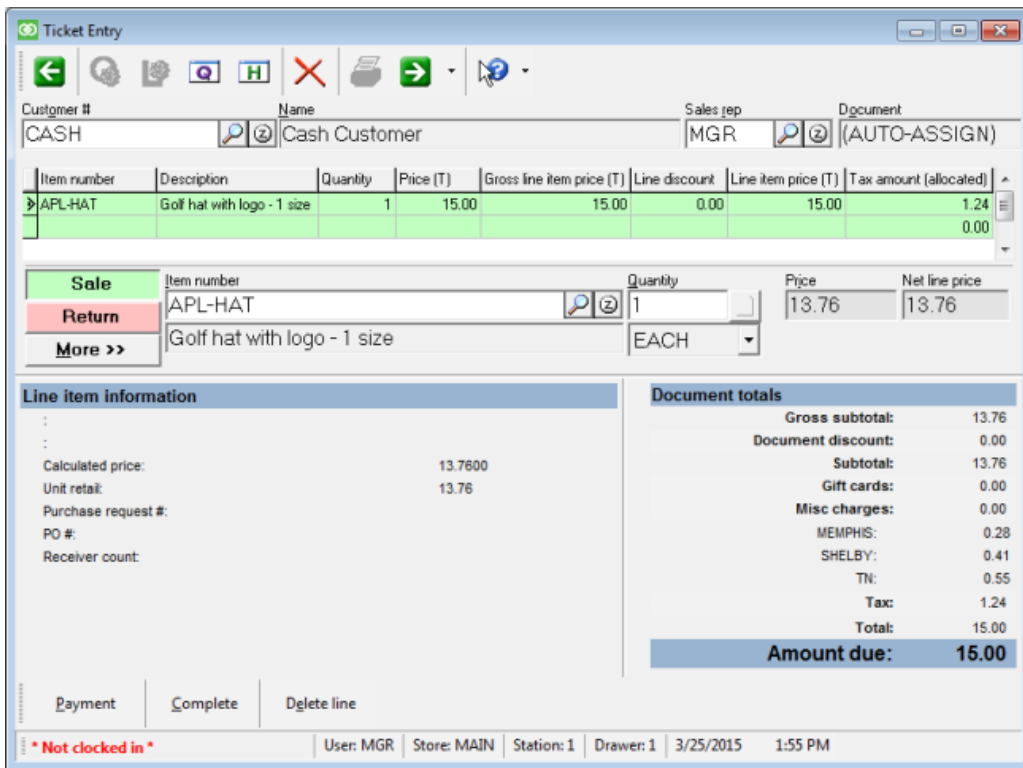 Ticket Entry
Q H
Customer # Name Sales rep Document
CASH Cash Customer MGR (AUTO-ASSIGN)
Item number Description Quantity Price (T) Gross line item price (T) Line discount Line item price (T) Tax amount (allocated)
APL-HAT Golf hat with logo - 1 size 1 15.00 15.00 0.00 15.00 1.24
0.00
Sale Item number Quantity Price Net line price
APL-HAT 1 13.76 13.76
Return
Golf hat with logo - 1 size EACH
More >>
Line item information
:
:
Calculated price: 13.7600
Unit retail: 13.76
Purchase request #:
PO #:
Receiver count:
Document totals
Gross subtotal: 13.76
Document discount: 0.00
Subtotal: 13.76
Gift cards: 0.00
Misc charges: 0.00
MEMPHIS: 0.28
SHELBY: 0.41
TN: 0.55
Tax: 1.24
Total: 15.00
Amount due: 15.00
Payment Complete Delete line
* Not clocked in * User: MGR Store: MAIN Station: 1 Drawer: 1 3/25/2015 1:55 PM